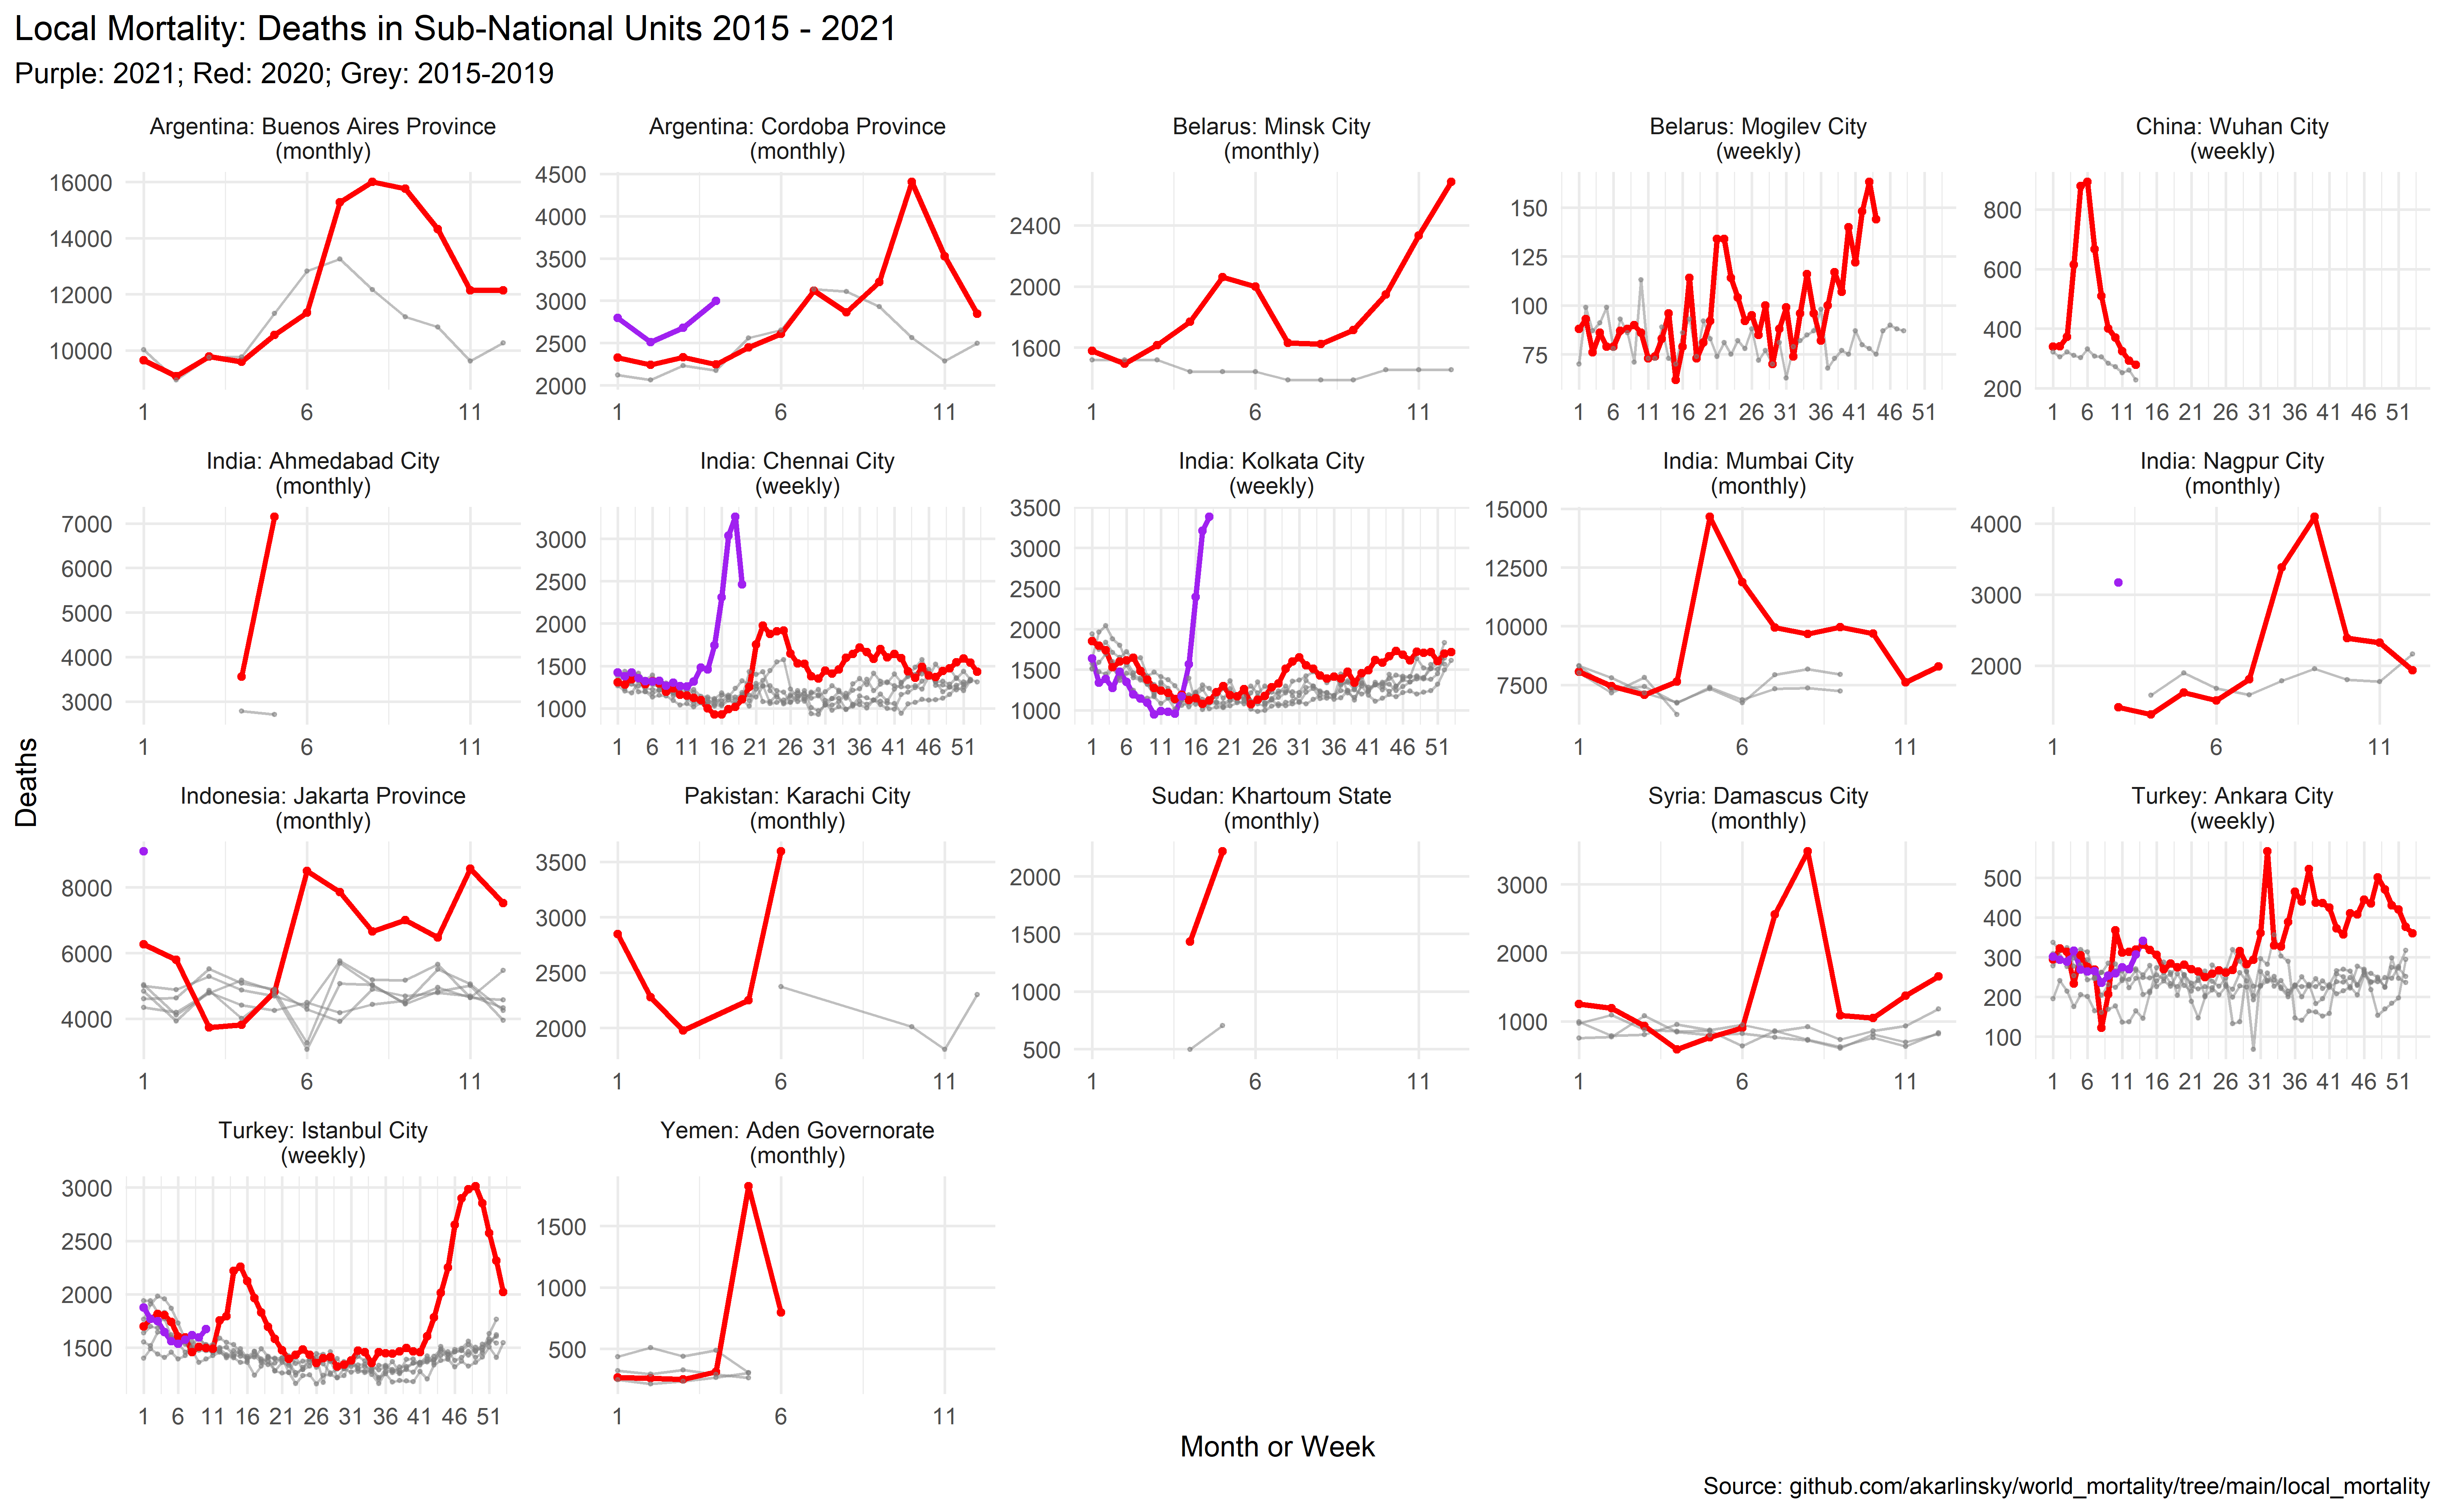 Local Mortality: Deaths in Sub-National Units 2015 - 2021
Purple: 2021; Red: 2020; Grey: 2015-2019
Argentina: Buenos Aires Province
(monthly)
16000
14000
12000
10000
1 6 11
Argentina: Cordoba Province
(monthly)
4500
4000
3500
3000
2500
2000
1 6 11
Belarus: Minsk City
(monthly)
2400
2000
1600
1 6 11
Belarus: Mogilev City
(weekly)
150
125
100
75
1 6 11 16 21 26 31 36 41 46 51
China: Wuhan City
(weekly)
800
600
400
200
1 6 11 16 21 26 31 36 41 46 51
India: Ahmedabad City
(monthly)
7000
6000
5000
4000
3000
1 6 11
India: Chennai City
(weekly)
3000
2500
2000
1500
1000
1 6 11 16 21 26 31 36 41 46 51
India: Kolkata City
(weekly)
3500
3000
2500
2000
1500
1000
1 6 11 16 21 26 31 36 41 46 51
India: Mumbai City
(monthly)
15000
12500
10000
7500
1 6 11
India: Nagpur City
(monthly)
4000
3000
2000
1 6 11
Deaths
Indonesia: Jakarta Province
(monthly)
8000
6000
4000
1 6 11
Pakistan: Karachi City
(monthly)
3500
3000
2500
2000
1 6 11
Sudan: Khartoum State
(monthly)
2000
1500
1000
500
1 6 11
Syria: Damascus City
(monthly)
3000
2000
1000
1 6 11
Turkey: Ankara City
(weekly)
500
400
300
200
100
1 6 11 16 21 26 31 36 41 46 51
Turkey: Istanbul City
(weekly)
3000
2500
2000
1500
1 6 11 16 21 26 31 36 41 46 51
Yemen: Aden Governorate
(monthly)
1500
1000
500
1 6 11
Month or Week
Source: github.com/akarlinsky/world_mortality/tree/main/local_mortality